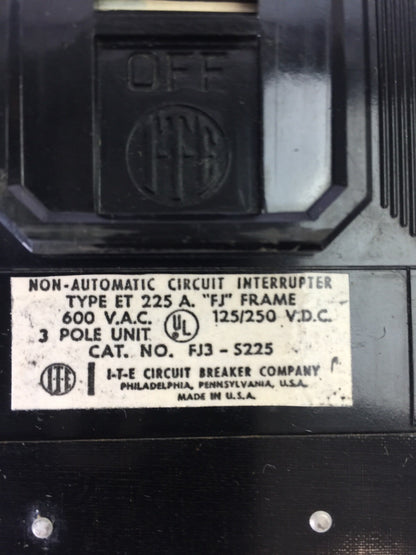 OFF
ITE
NON-AUTOMATIC CIRCUIT INTERRUPTER
TYPE ET 225 A. "FJ" FRAME
600 V.A.C. UL 125/250 V.D.C.
3 POLE UNIT
CAT. NO. FJ3-S225
ITE I-T-E CIRCUIT BREAKER COMPANY
PHILADELPHIA, PENNSYLVANIA, U.S.A.
MADE IN U.S.A.